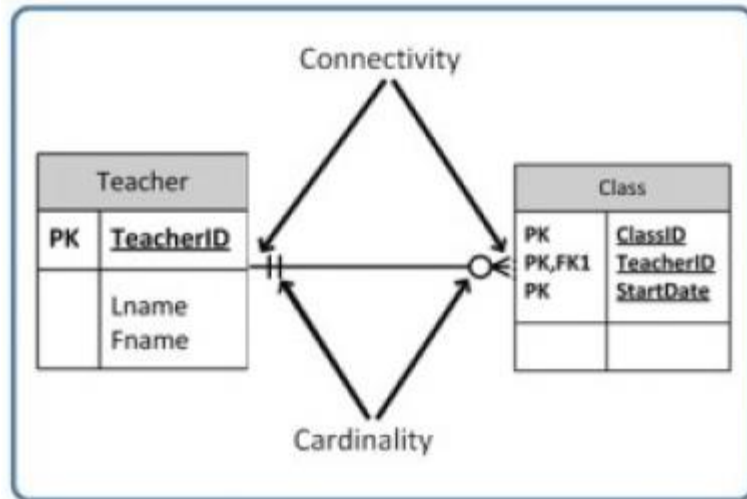 Connectivity
Teacher
PK TeacherID
Lname
Fname
Class
PK ClassID
PK,FK1 TeacherID
PK StartDate
Cardinality